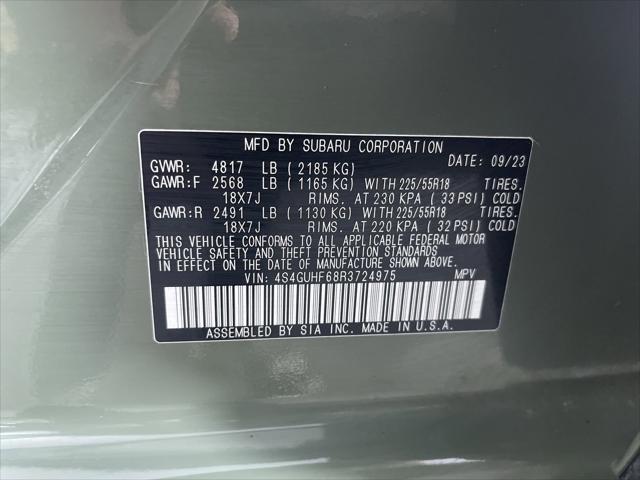 MFD BY SUBARU CORPORATION
GVWR: 4817 LB (2185 KG) DATE: 09/23
GAWR:F 2568 LB (1165 KG) WITH 225/55R18 TIRES.
18X7J RIMS. AT 230 KPA (33 PSI) COLD
GAWR:R 2491 LB (1130 KG) WITH 225/55R18 TIRES.
18X7J RIMS. AT 220 KPA (32 PSI) COLD
THIS VEHICLE CONFORMS TO ALL APPLICABLE FEDERAL MOTOR
VEHICLE SAFETY AND THEFT PREVENTION STANDARDS
IN EFFECT ON THE DATE OF MANUFACTURE SHOWN ABOVE.
VIN: 4S4GUHF68R3724975 MPV
ASSEMBLED BY SIA INC. MADE IN U.S.A.